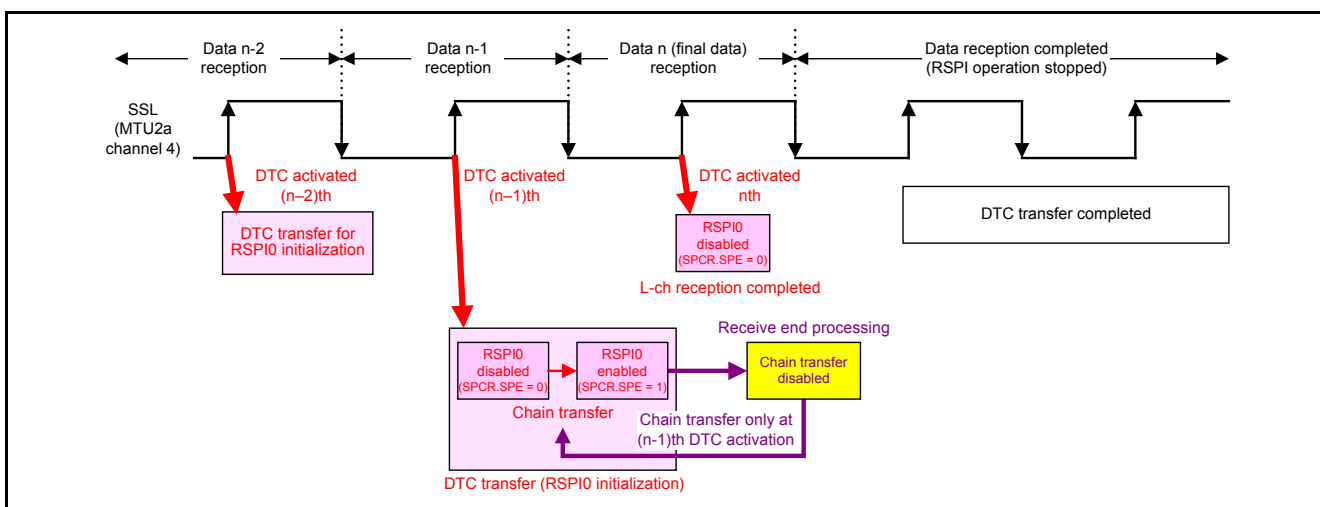 Data n-2
reception
Data n-1
reception
Data n (final data)
reception
Data reception completed
(RSPI operation stopped)
SSL
(MTU2a
channel 4)
DTC activated
(n–2)th
DTC activated
(n–1)th
DTC activated
nth
DTC transfer for
RSPI0 initialization
RSPI0
disabled
(SPCR.SPE = 0)
DTC transfer completed
L-ch reception completed
Receive end processing
RSPI0
disabled
(SPCR.SPE = 0)
RSPI0
enabled
(SPCR.SPE = 1)
Chain transfer
disabled
Chain transfer
Chain transfer only at
(n-1)th DTC activation
DTC transfer (RSPI0 initialization)